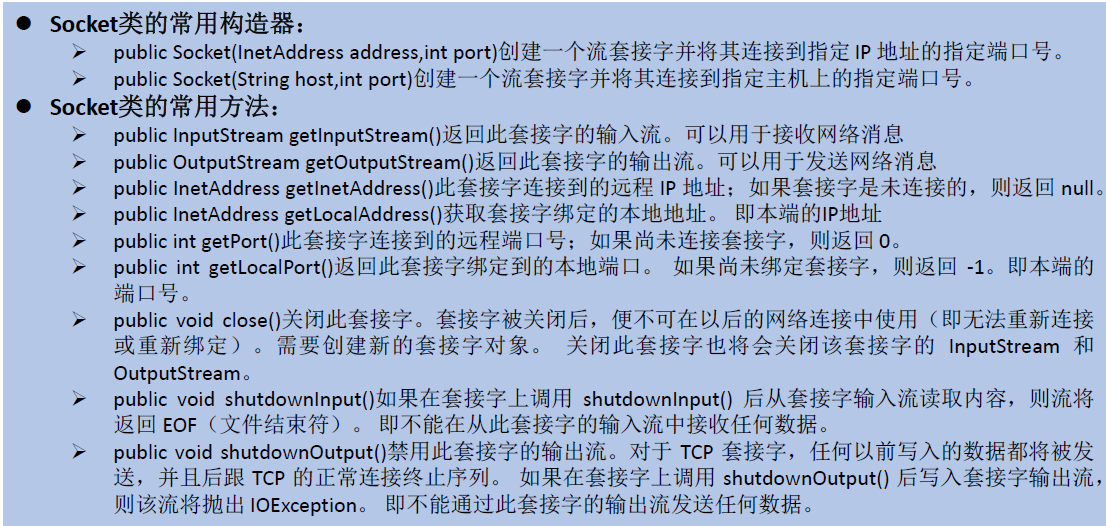 ● Socket类的常用构造器：
➢ public Socket(InetAddress address,int port)创建一个流套接字并将其连接到指定 IP 地址的指定端口号。
➢ public Socket(String host,int port)创建一个流套接字并将其连接到指定主机上的指定端口号。
● Socket类的常用方法：
➢ public InputStream getInputStream()返回此套接字的输入流。可以用于接收网络消息
➢ public OutputStream getOutputStream()返回此套接字的输出流。可以用于发送网络消息
➢ public InetAddress getInetAddress()此套接字连接到的远程 IP 地址；如果套接字是未连接的，则返回 null。
➢ public InetAddress getLocalAddress()获取套接字绑定的本地地址。 即本端的IP地址
➢ public int getPort()此套接字连接到的远程端口号；如果尚未连接套接字，则返回 0。
➢ public int getLocalPort()返回此套接字绑定到的本地端口。 如果尚未绑定套接字，则返回 -1。即本端的
端口号。
➢ public void close()关闭此套接字。套接字被关闭后，便不可在以后的网络连接中使用（即无法重新连接
或重新绑定）。需要创建新的套接字对象。 关闭此套接字也将会关闭该套接字的 InputStream 和
OutputStream。
➢ public void shutdownInput()如果在套接字上调用 shutdownInput() 后从套接字输入流读取内容，则流将
返回 EOF（文件结束符）。 即不能在从此套接字的输入流中接收任何数据。
➢ public void shutdownOutput()禁用此套接字的输出流。对于 TCP 套接字，任何以前写入的数据都将被发
送，并且后跟 TCP 的正常连接终止序列。 如果在套接字上调用 shutdownOutput() 后写入套接字输出流，
则该流将抛出 IOException。 即不能通过此套接字的输出流发送任何数据。